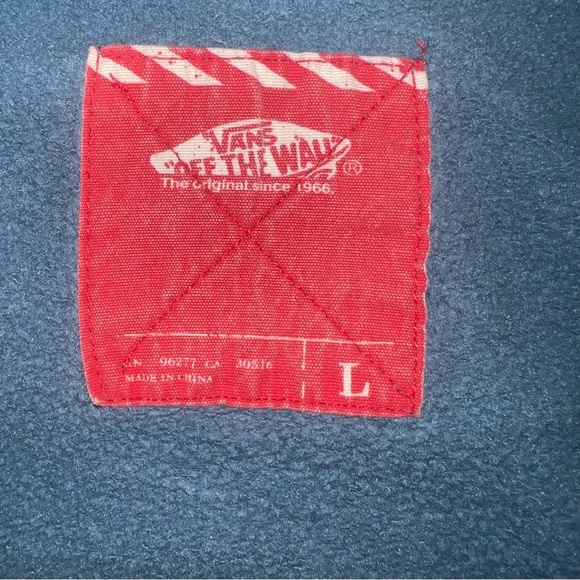 VANS
"OFF THE WALL" ®
The original since 1966.
RN 96277 CA 30516
MADE IN CHINA
L